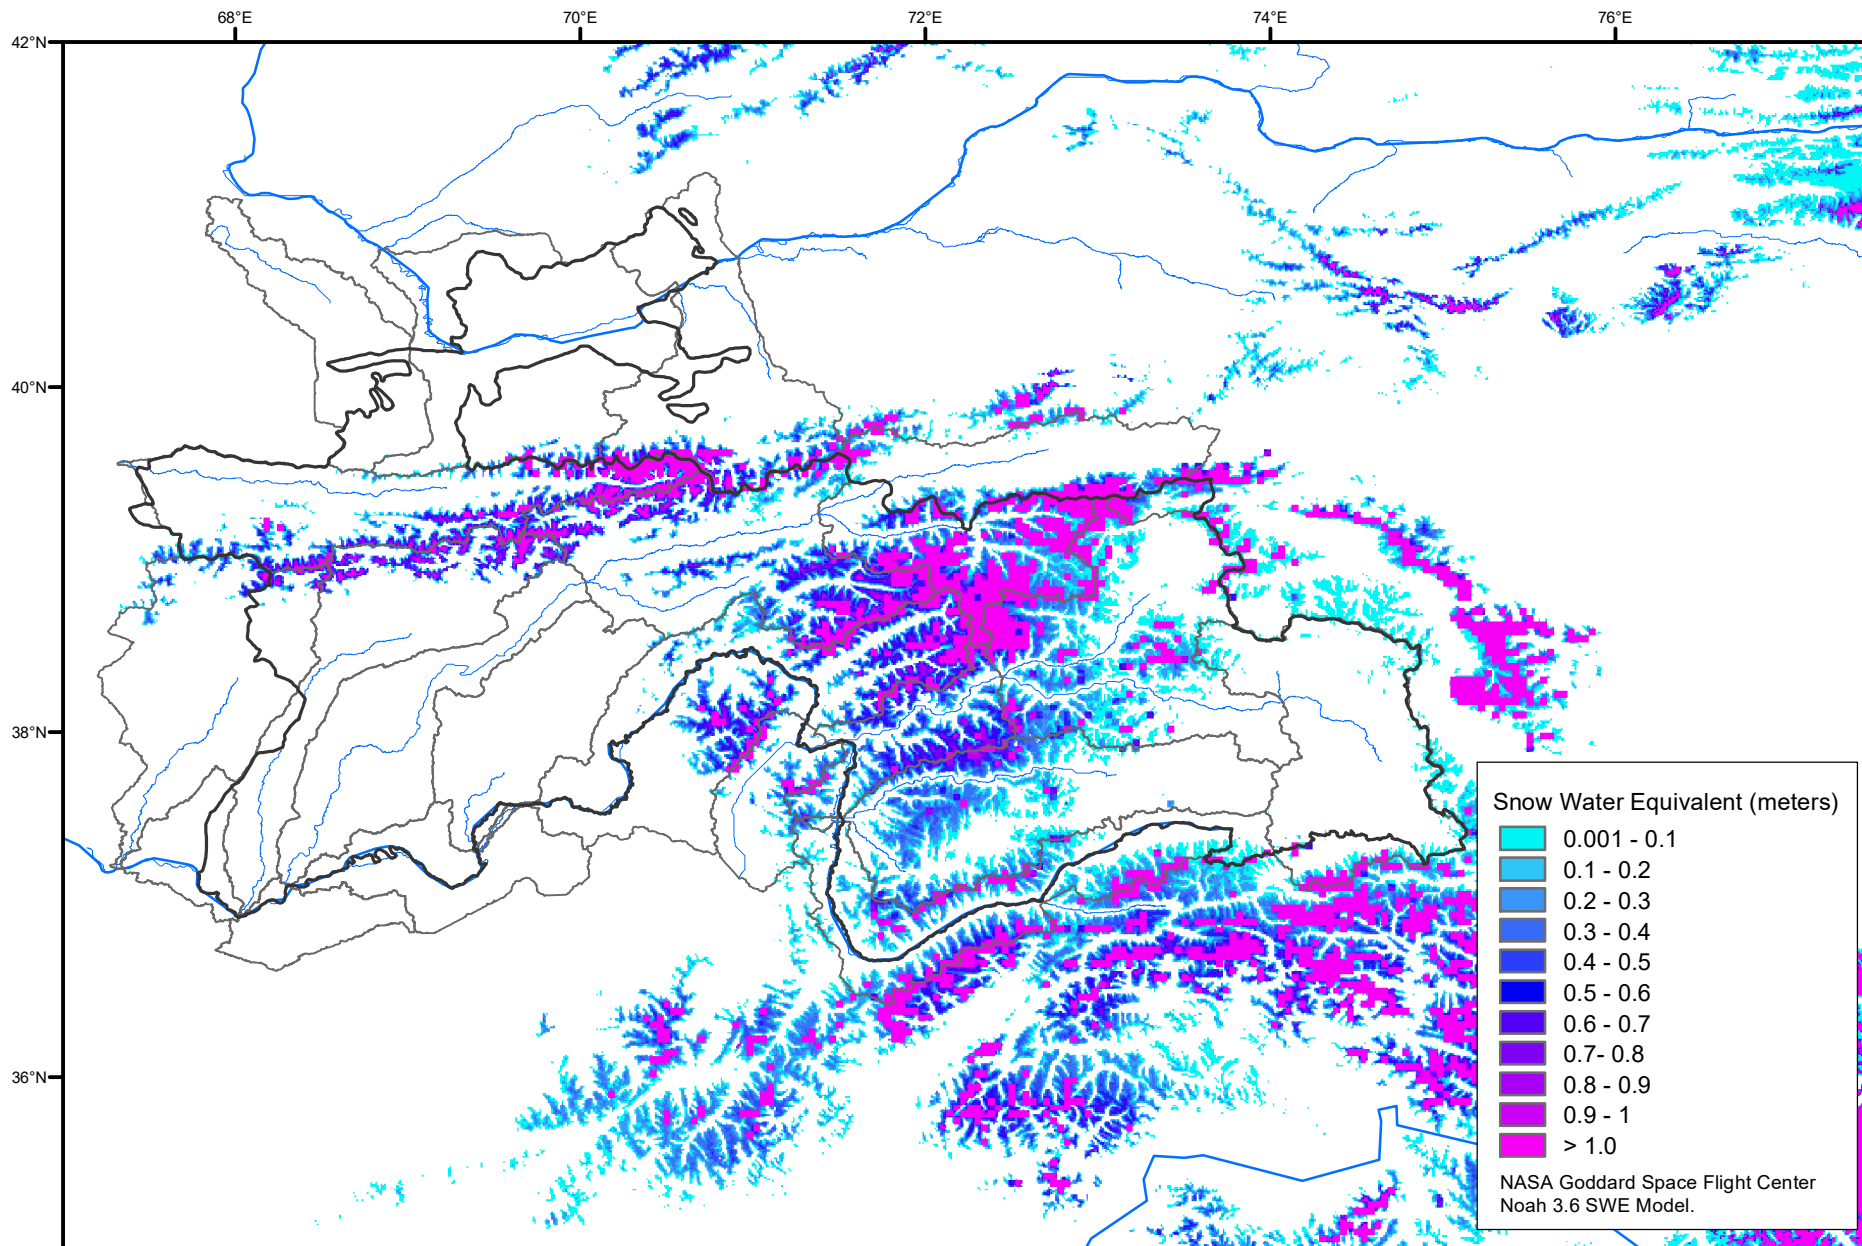 68°E 70°E 72°E 74°E 76°E
42°N
40°N
38°N
36°N
Snow Water Equivalent (meters)
0.001 - 0.1
0.1 - 0.2
0.2 - 0.3
0.3 - 0.4
0.4 - 0.5
0.5 - 0.6
0.6 - 0.7
0.7- 0.8
0.8 - 0.9
0.9 - 1
> 1.0
NASA Goddard Space Flight Center
Noah 3.6 SWE Model.